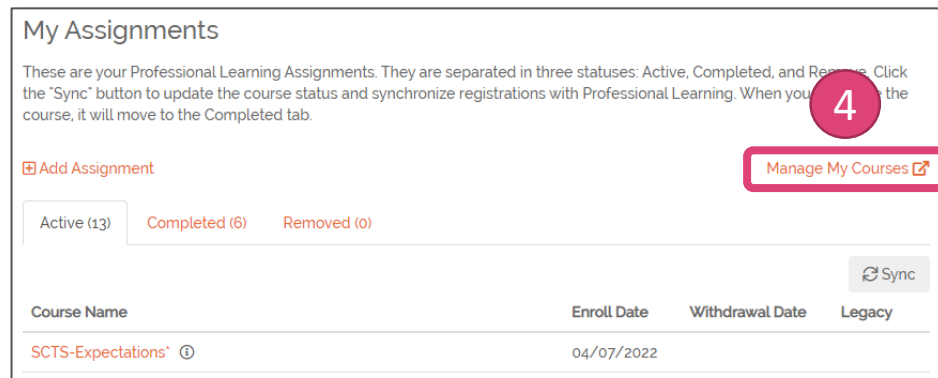 My Assignments
These are your Professional Learning Assignments. They are separated in three statuses: Active, Completed, and Click
the "Sync" button to update the course status and synchronize registrations with Professional Learning. When you the
course, it will move to the Completed tab.
4
Add Assignment
Manage My Courses
Active (13) Completed (6) Removed (0)
Sync
Course Name Enroll Date Withdrawal Date Legacy
SCTS-Expectations* 04/07/2022